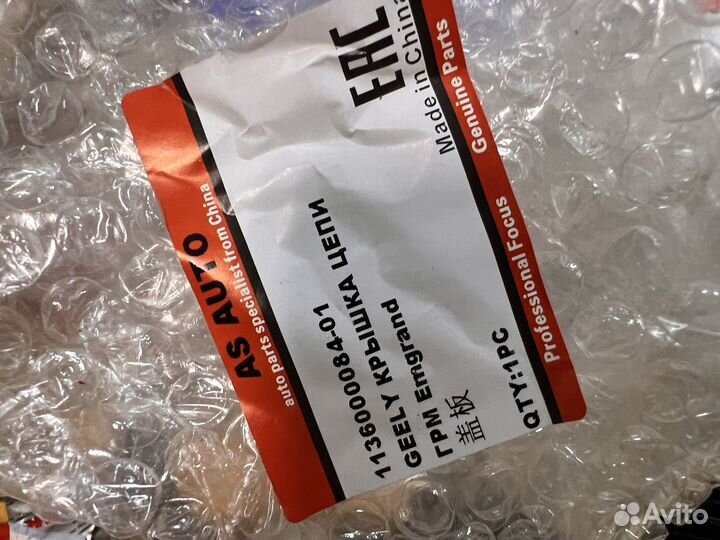 AS AUTO
auto parts specialist from China
1136000084-01
GEELY КРЫШКА ЦЕПИ
ГРМ Emgrand
盖板
QTY:1PC
EAC
Made in China
Professional Focus
Genuine Parts
Avito